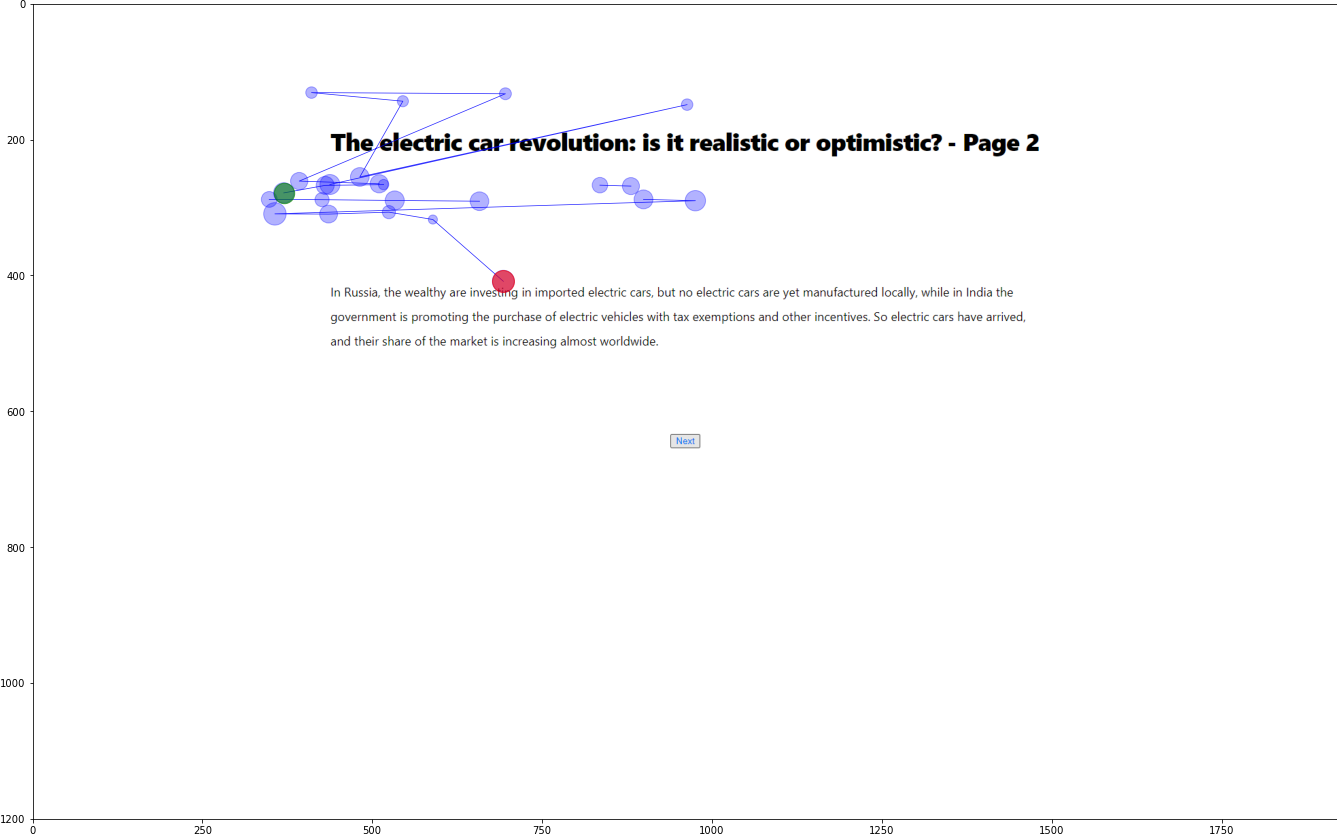 The electric car revolution: is it realistic or optimistic? - Page 2
In Russia, the wealthy are investing in imported electric cars, but no electric cars are yet manufactured locally, while in India the
government is promoting the purchase of electric vehicles with tax exemptions and other incentives. So electric cars have arrived,
and their share of the market is increasing almost worldwide.
Next
0
200
400
600
800
1000
1200
0 250 500 750 1000 1250 1500 1750